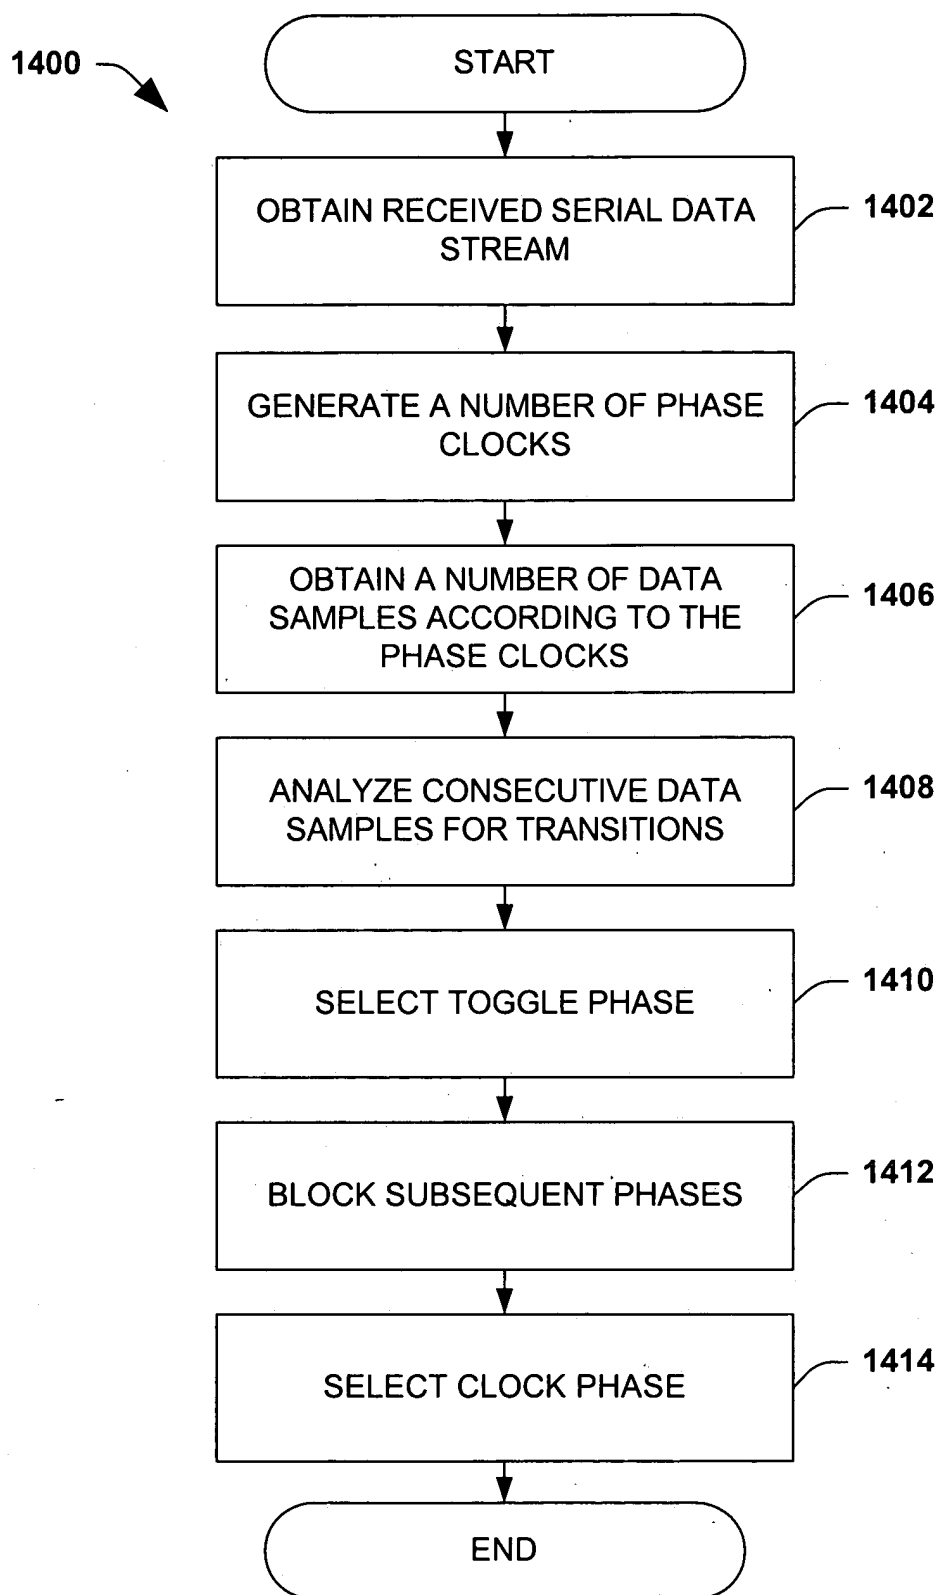 1400
START
OBTAIN RECEIVED SERIAL DATA
STREAM
1402
GENERATE A NUMBER OF PHASE
CLOCKS
1404
OBTAIN A NUMBER OF DATA
SAMPLES ACCORDING TO THE
PHASE CLOCKS
1406
ANALYZE CONSECUTIVE DATA
SAMPLES FOR TRANSITIONS
1408
SELECT TOGGLE PHASE
1410
BLOCK SUBSEQUENT PHASES
1412
SELECT CLOCK PHASE
1414
END